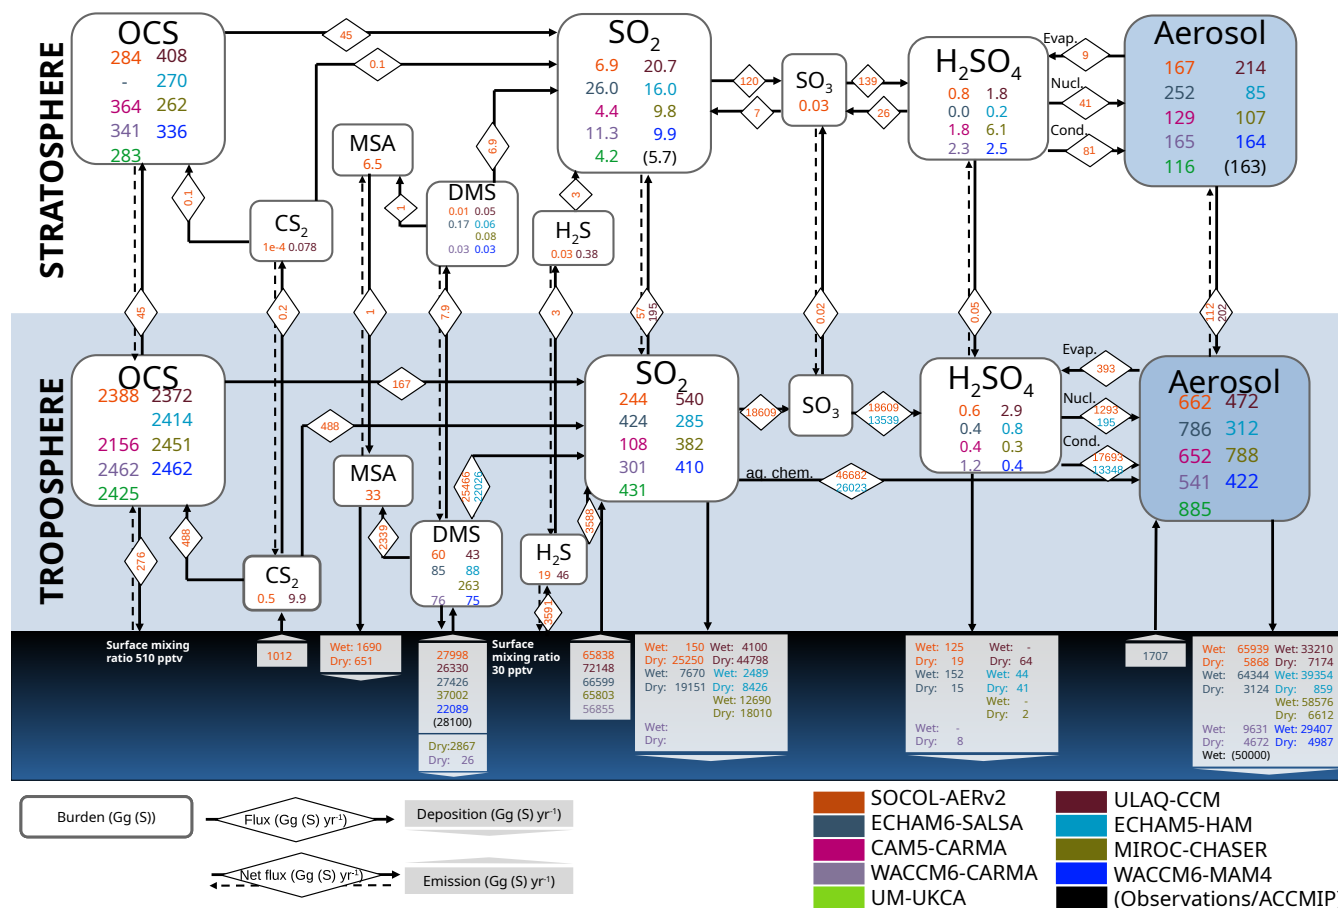 STRATOSPHERE
OCS
284 408
- 270
364 262
341 336
283
45
0.1
SO2
6.9 20.7
26.0 16.0
4.4 9.8
11.3 9.9
4.2 (5.7)
120
7
SO3
0.03
139
26
H2SO4
0.8 1.8
0.0 0.2
1.8 6.1
2.3 2.5
Evap.
9
Nucl.
41
Cond.
81
Aerosol
167 214
252 85
129 107
165 164
116 (163)
MSA
6.5
6.9
1
DMS
0.01 0.05
0.17 0.06
0.08
0.03 0.03
3
H2S
0.03 0.38
0.1
CS2
1e-4 0.078
45
0.2
1
7.9
3
57
195
0.02
0.05
112
202
TROPOSPHERE
OCS
2388 2372
2414
2156 2451
2462 2462
2425
167
488
SO2
244 540
424 285
108 382
301 410
431
18609
SO3
18609
13539
H2SO4
0.6 2.9
0.4 0.8
0.4 0.3
1.2 0.4
Evap.
393
Nucl.
1293
195
Cond.
17693
13348
aq. chem.
46682
26023
Aerosol
662 472
786 312
652 788
541 422
885
MSA
33
25466
22026
2339
DMS
60 43
85 88
263
76 75
3588
H2S
19 46
3591
276
488
CS2
0.5 9.9
Surface mixing
ratio 510 pptv
1012
Wet: 1690
Dry: 651
27998
26330
27426
37002
22089
(28100)
Dry:2867
Dry: 26
Surface
mixing ratio
30 pptv
65838
72148
66599
65803
56855
Wet: 150 Wet: 4100
Dry: 25250 Dry: 44798
Wet: 7670 Wet: 2489
Dry: 19151 Dry: 8426
Wet: 12690
Dry: 18010
Wet:
Dry:
Wet: 125 Wet: -
Dry: 19 Dry: 64
Wet: 152 Wet: 44
Dry: 15 Dry: 41
Wet: -
Dry: 2
Wet: -
Dry: 8
1707
Wet: 65939 Wet: 33210
Dry: 5868 Dry: 7174
Wet: 64344 Wet: 39354
Dry: 3124 Dry: 859
Wet: 58576
Dry: 6612
Wet: 9631 Wet: 29407
Dry: 4672 Dry: 4987
Wet: (50000)
Burden (Gg (S))
Flux (Gg (S) yr-1)
Deposition (Gg (S) yr-1)
Net flux (Gg (S) yr-1)
Emission (Gg (S) yr-1)
SOCOL-AERv2
ULAQ-CCM
ECHAM6-SALSA
ECHAM5-HAM
CAM5-CARMA
MIROC-CHASER
WACCM6-CARMA
WACCM6-MAM4
UM-UKCA
(Observations/ACCMIP